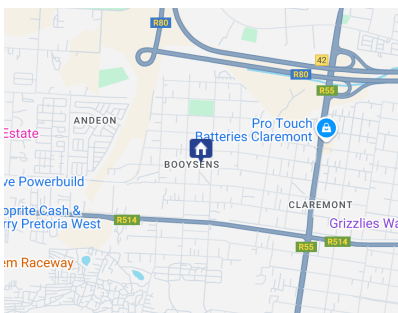 R80
42
R80
R55
ANDEON
Pro Touch
Batteries Claremont
Estate
BOOYSENS
ve Powerbuild
CLAREMONT
oprite Cash &
rry Pretoria West
R514
Grizzlies Wa
R514
R55
em Raceway